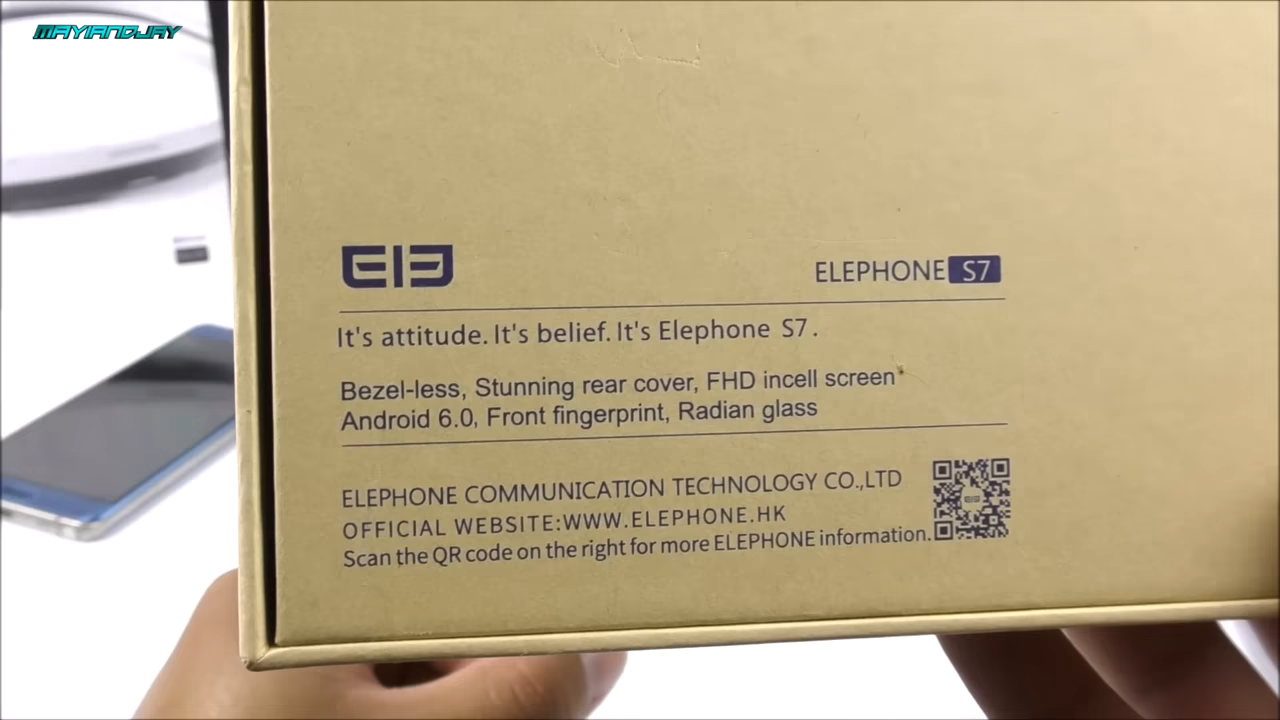 MAYIANDJAY
ELE
ELEPHONE S7
It's attitude. It's belief. It's Elephone S7.
Bezel-less, Stunning rear cover, FHD incell screen
Android 6.0, Front fingerprint, Radian glass
ELEPHONE COMMUNICATION TECHNOLOGY CO.,LTD
OFFICIAL WEBSITE:WWW.ELEPHONE.HK
Scan the QR code on the right for more ELEPHONE information.